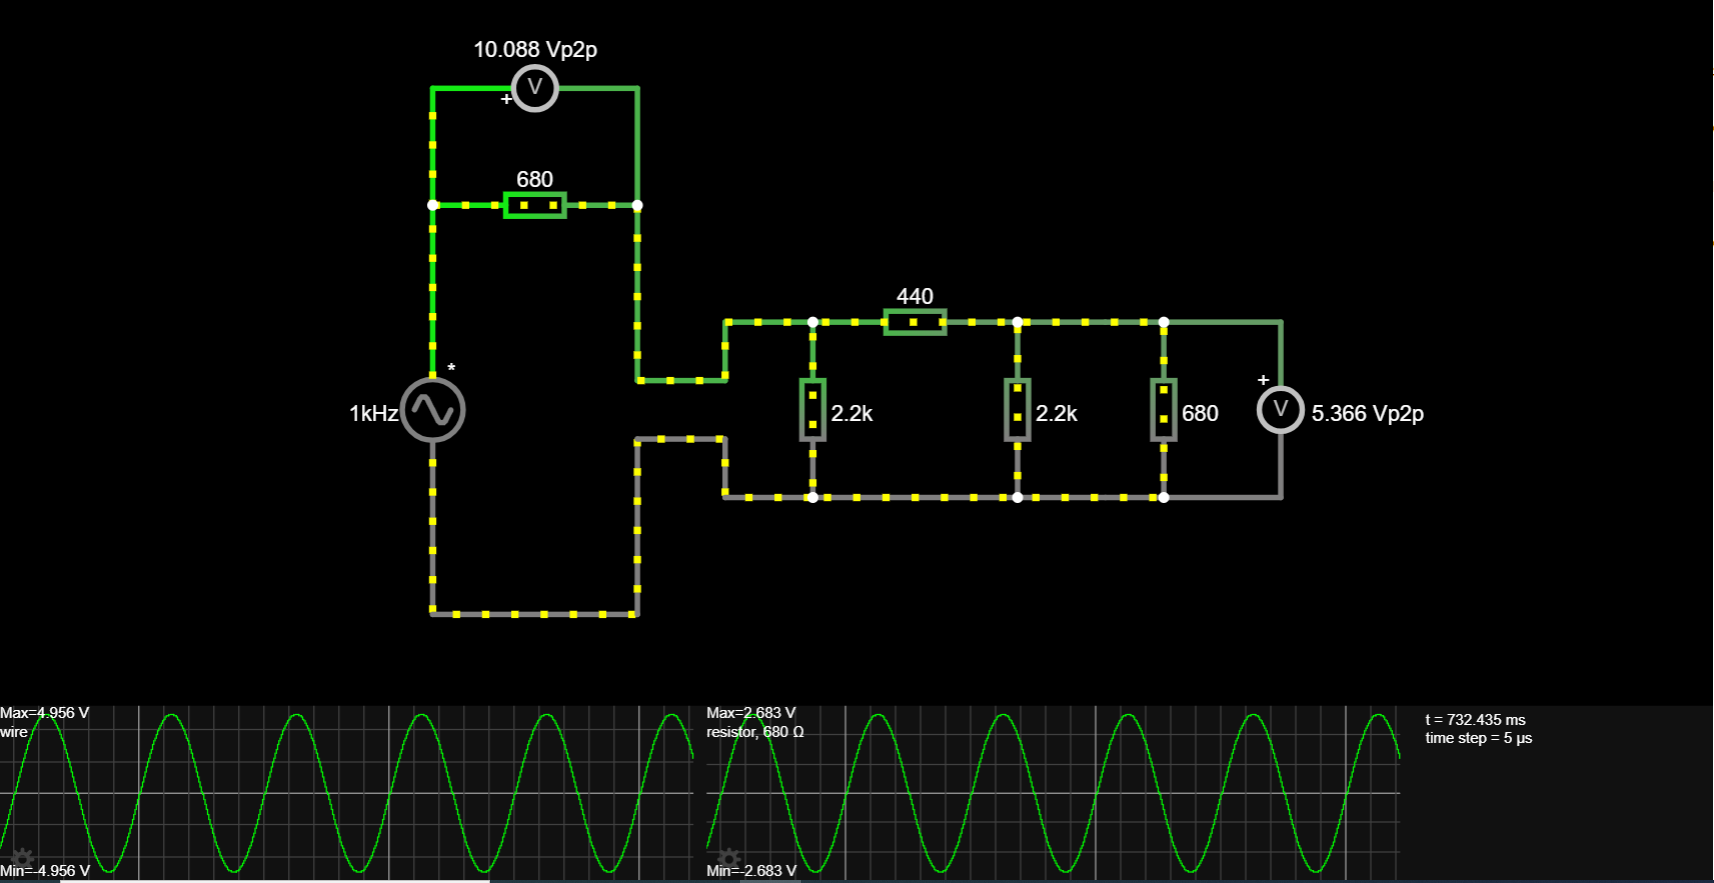 10.088 Vp2p
V
+
680
440
*
1kHz
2.2k
2.2k
680
+
V
5.366 Vp2p
Max=4.956 V
wire
Min=-4.956 V
Max=2.683 V
resistor, 680 Ω
Min=-2.683 V
t = 732.435 ms
time step = 5 µs